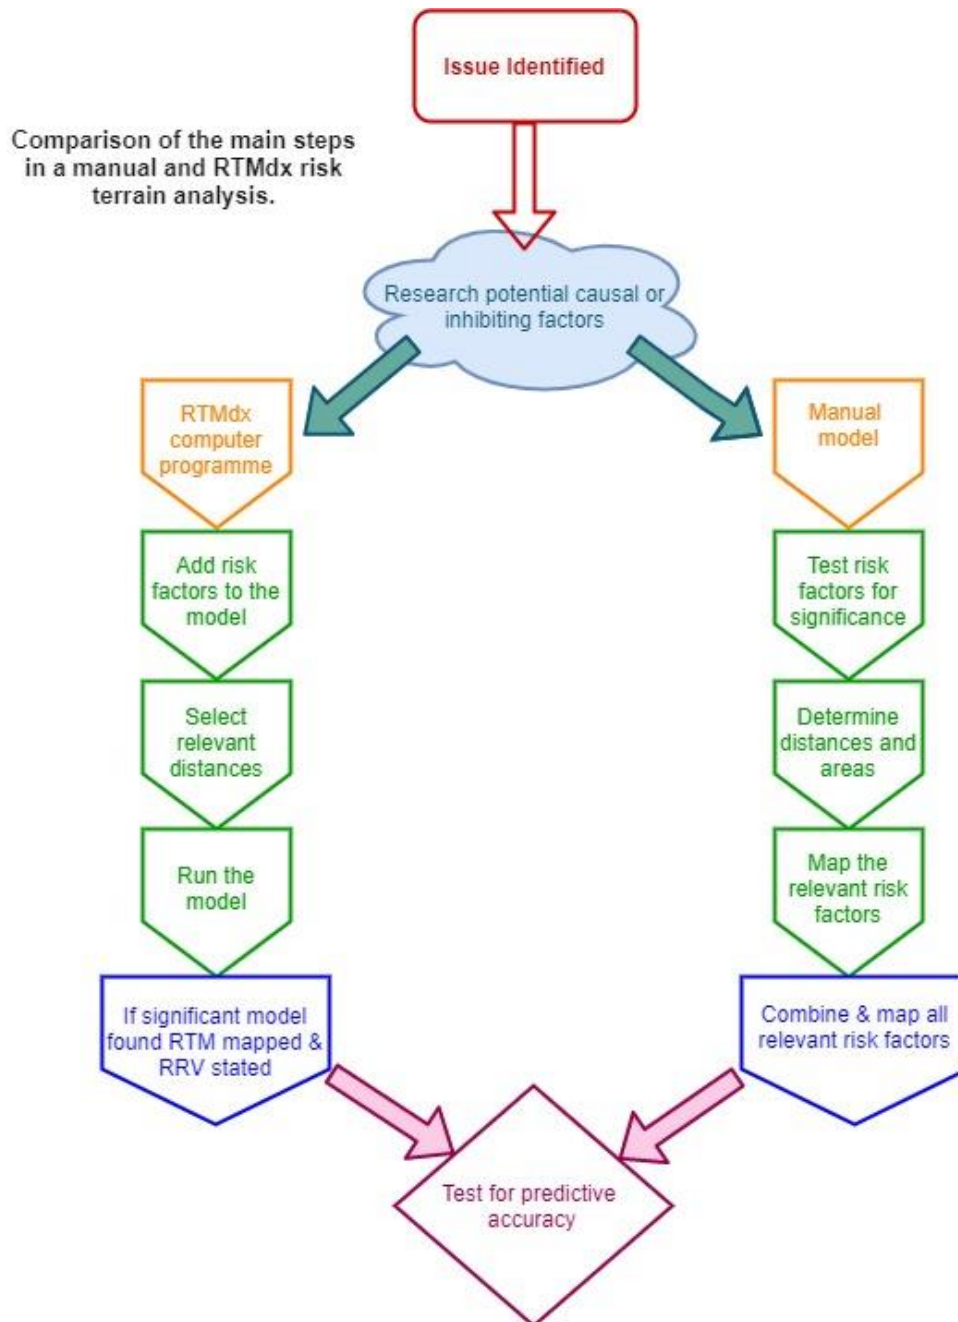 Issue Identified
Comparison of the main steps
in a manual and RTMdx risk
terrain analysis.
Research potential causal or
inhibiting factors
RTMdx
computer
programme
Add risk
factors to the
model
Select
relevant
distances
Run the
model
If significant model
found RTM mapped &
RRV stated
Manual
model
Test risk
factors for
significance
Determine
distances and
areas
Map the
relevant risk
factors
Combine & map all
relevant risk factors
Test for predictive
accuracy